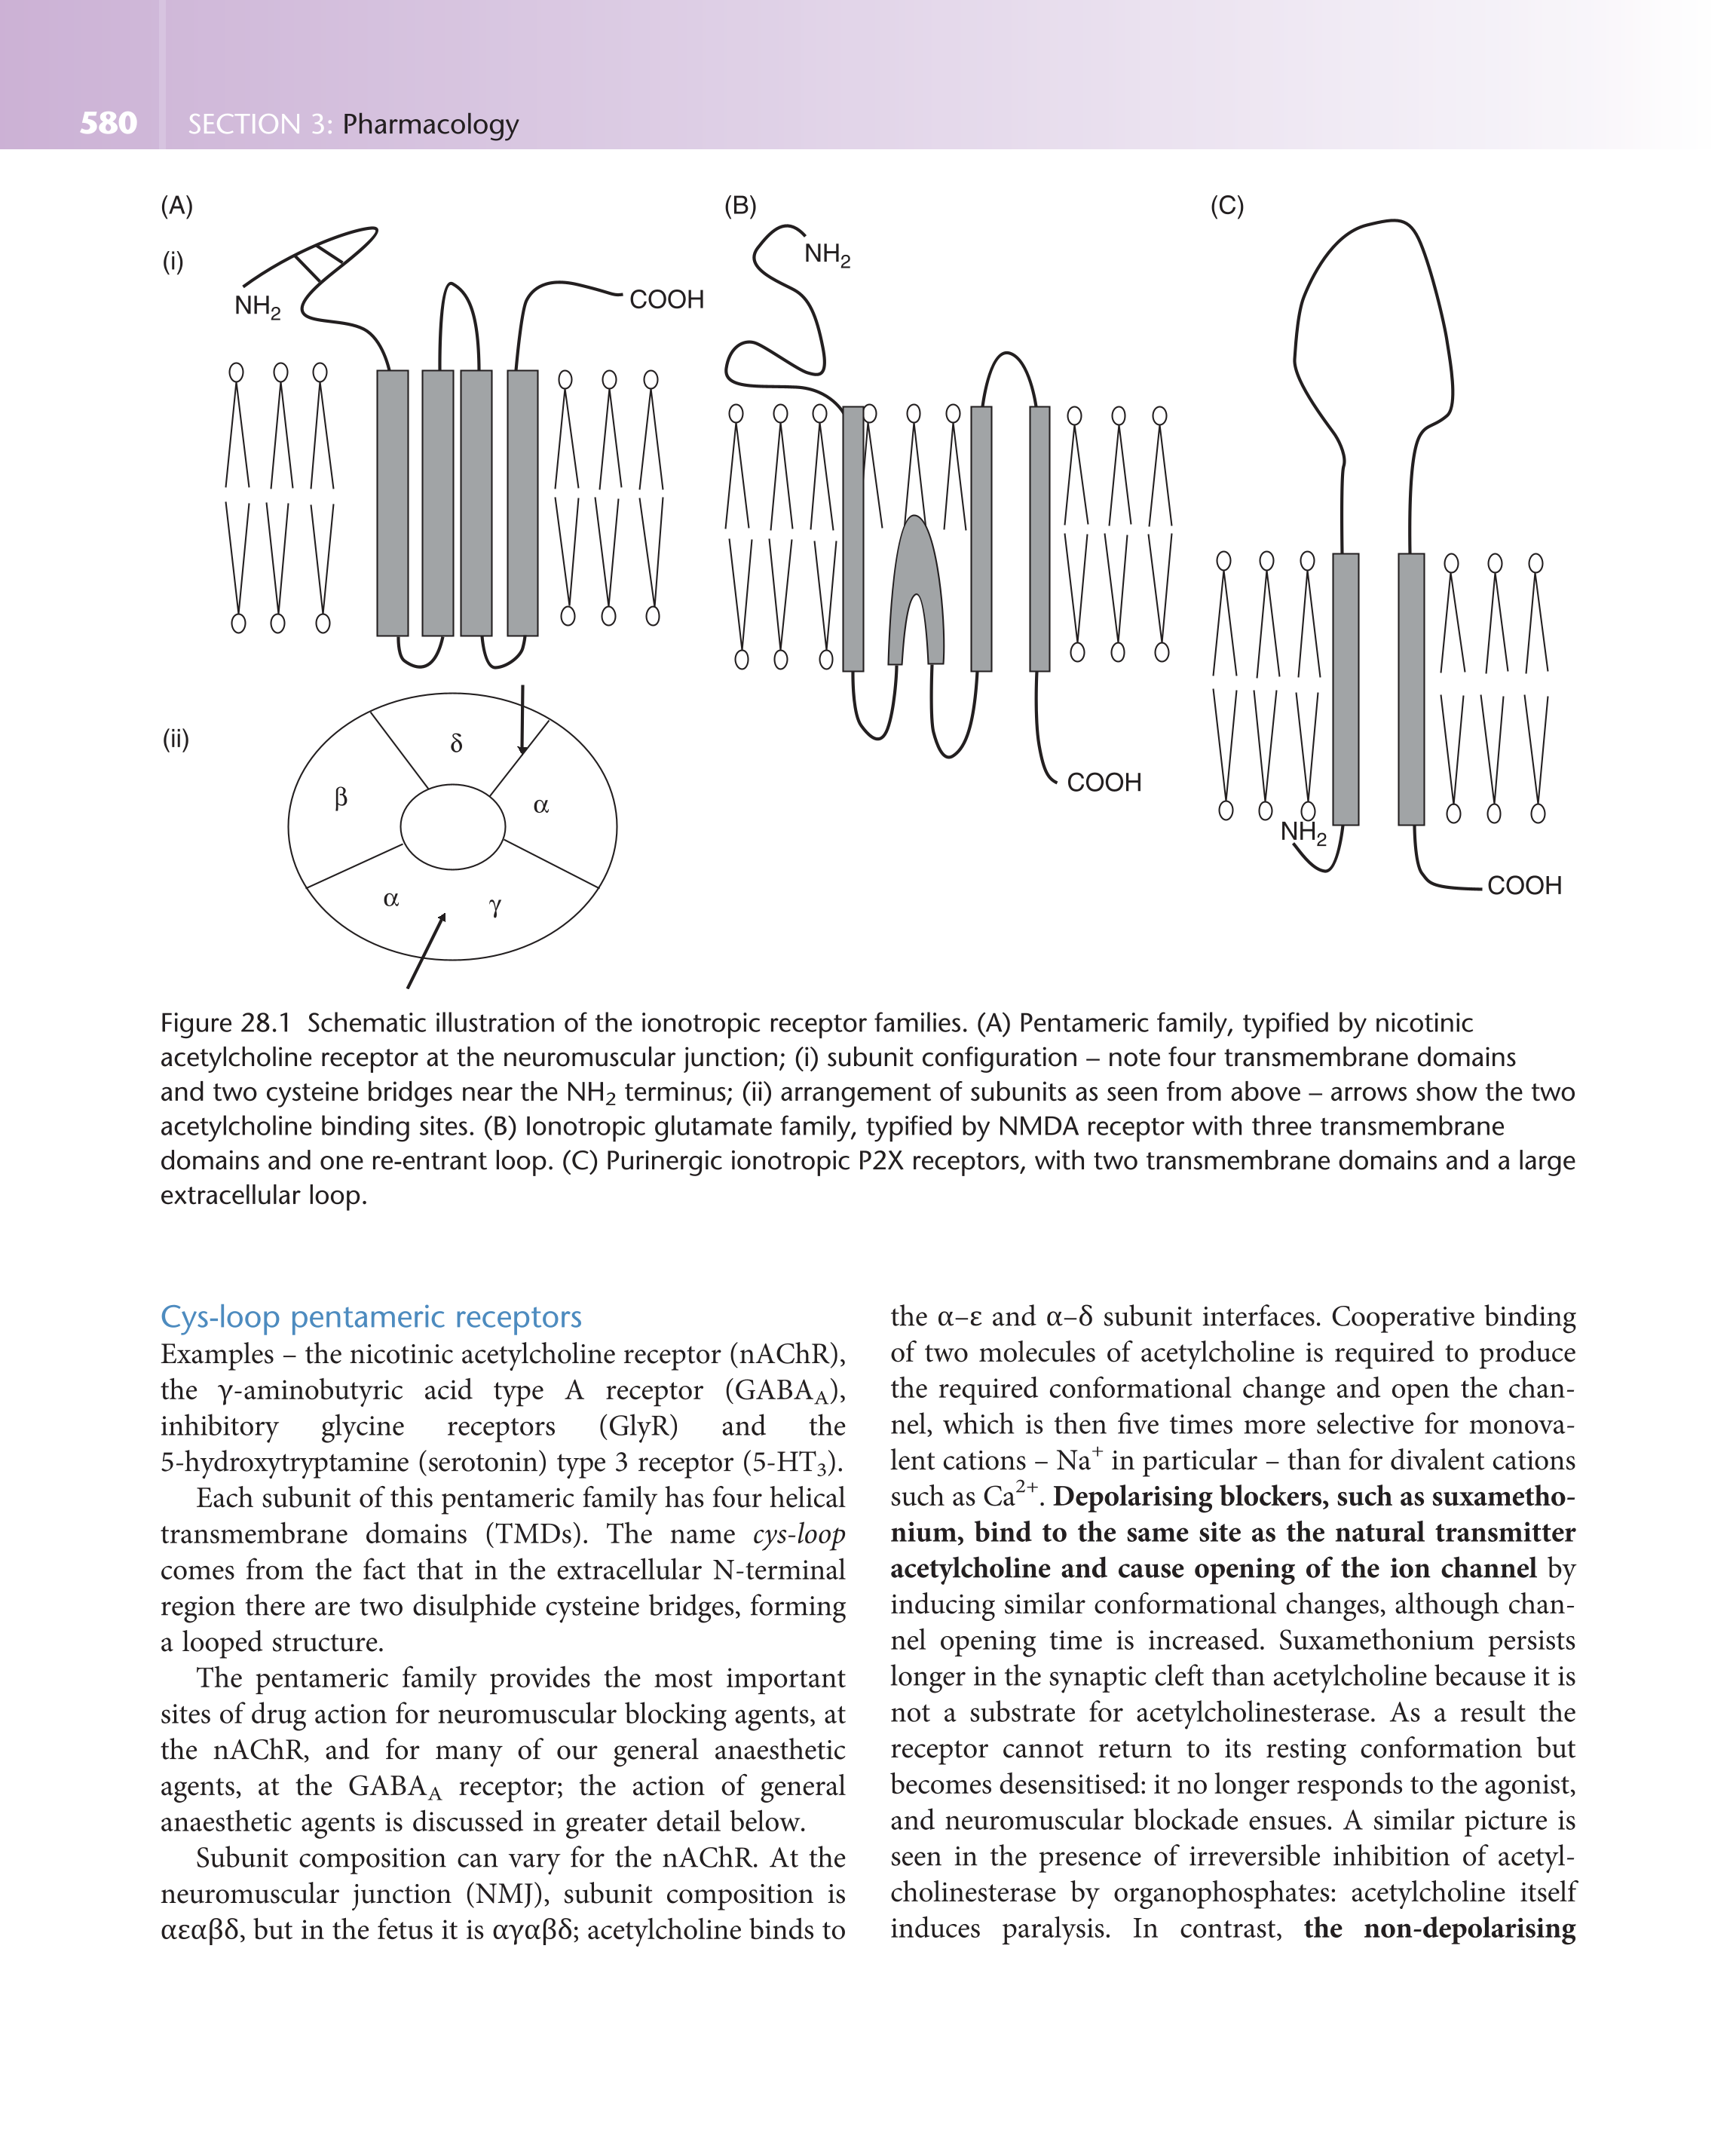 580 SECTION 3: Pharmacology
(A)
(i)
NH₂
COOH
(ii)
δ
β
α
α
γ
(B)
NH₂
COOH
(C)
NH₂
COOH
Figure 28.1 Schematic illustration of the ionotropic receptor families. (A) Pentameric family, typified by nicotinic
acetylcholine receptor at the neuromuscular junction; (i) subunit configuration – note four transmembrane domains
and two cysteine bridges near the NH₂ terminus; (ii) arrangement of subunits as seen from above – arrows show the two
acetylcholine binding sites. (B) Ionotropic glutamate family, typified by NMDA receptor with three transmembrane
domains and one re-entrant loop. (C) Purinergic ionotropic P2X receptors, with two transmembrane domains and a large
extracellular loop.
Cys-loop pentameric receptors
Examples – the nicotinic acetylcholine receptor (nAChR),
the γ-aminobutyric acid type A receptor (GABA_A),
inhibitory glycine receptors (GlyR) and the
5-hydroxytryptamine (serotonin) type 3 receptor (5-HT₃).
Each subunit of this pentameric family has four helical
transmembrane domains (TMDs). The name cys-loop
comes from the fact that in the extracellular N-terminal
region there are two disulphide cysteine bridges, forming
a looped structure.
The pentameric family provides the most important
sites of drug action for neuromuscular blocking agents, at
the nAChR, and for many of our general anaesthetic
agents, at the GABA_A receptor; the action of general
anaesthetic agents is discussed in greater detail below.
Subunit composition can vary for the nAChR. At the
neuromuscular junction (NMJ), subunit composition is
αεαβδ, but in the fetus it is αγαβδ; acetylcholine binds to
the α–ε and α–δ subunit interfaces. Cooperative binding
of two molecules of acetylcholine is required to produce
the required conformational change and open the chan-
nel, which is then five times more selective for monova-
lent cations – Na⁺ in particular – than for divalent cations
such as Ca²⁺. Depolarising blockers, such as suxametho-
nium, bind to the same site as the natural transmitter
acetylcholine and cause opening of the ion channel by
inducing similar conformational changes, although chan-
nel opening time is increased. Suxamethonium persists
longer in the synaptic cleft than acetylcholine because it is
not a substrate for acetylcholinesterase. As a result the
receptor cannot return to its resting conformation but
becomes desensitised: it no longer responds to the agonist,
and neuromuscular blockade ensues. A similar picture is
seen in the presence of irreversible inhibition of acetyl-
cholinesterase by organophosphates: acetylcholine itself
induces paralysis. In contrast, the non-depolarising